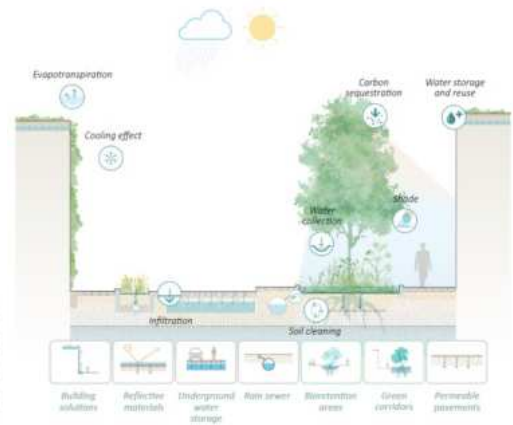 Evapotranspiration
Carbon
sequestration
Water storage
and reuse
Cooling effect
Shade
Water
collection
Infiltration
Soil cleaning
Building
solutions
Reflective
materials
Underground
water
storage
Rain sewer
Bioretention
areas
Green
corridors
Permeable
pavements